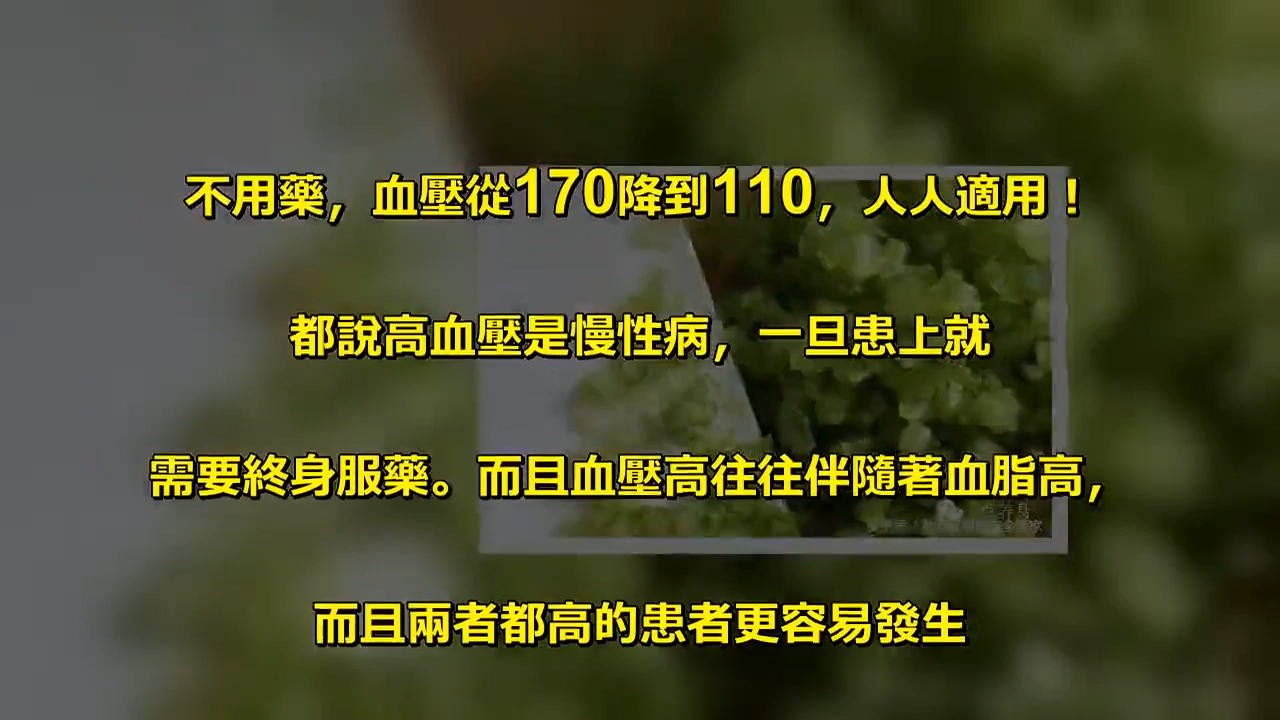 不用藥，血壓從170降到110，人人適用！
都說高血壓是慢性病，一旦患上就
需要終身服藥。而且血壓高往往伴隨著血脂高，
而且兩者都高的患者更容易發生